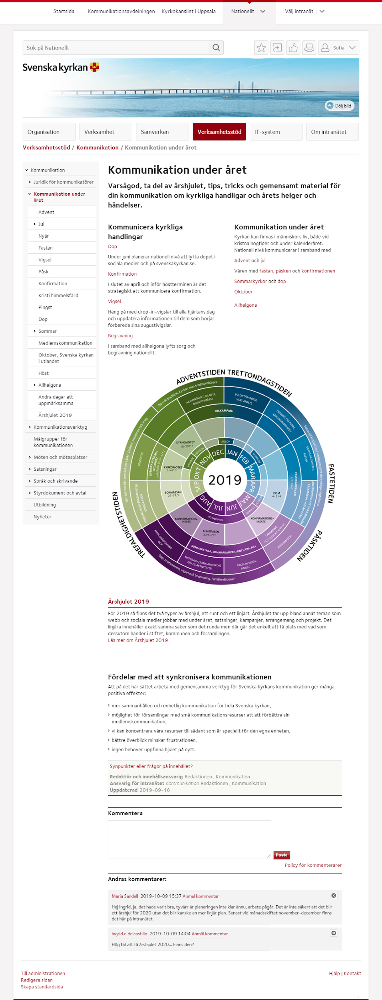 Startsida
Kommunikationsavdelningen
Kyrkokansliet i Uppsala
Nationellt
Välj intranät
Sök på Nationellt
Sofia
Svenska kyrkan
Dölj bild
Organisation
Verksamhet
Samverkan
Verksamhetsstöd
IT-system
Om intranätet
Verksamhetsstöd / Kommunikation / Kommunikation under året
Kommunikation
Juridik för kommunikatörer
Kommunikation under
året
Advent
Jul
Nyår
Fastan
Vigsel
Påsk
Konfirmation
Kristi himmelsfärd
Pingst
Dop
Sommar
Medlemskommunikation
Oktober, Svenska kyrkan
i utlandet
Höst
Allhelgona
Andra dagar att
uppmärksamma
Årshjulet 2019
Kommunikationsverktyg
Målgrupper för
kommunikationen
Möten och mötesplatser
Satsningar
Språk och skrivande
Styrdokument och avtal
Utbildning
Nyheter
Kommunikation under året
Varsågod, ta del av årshjulet, tips, tricks och gemensamt material för
din kommunikation om kyrkliga handligar och årets helger och
händelser.
Kommunicera kyrkliga
handlingar
Dop
Under juni planerar nationell nivå att lyfta dopet i
sociala medier och på svenskakyrkan.se.
Konfirmation
I slutet av april och inför höstterminen är det
strategiskt att kommunicera konfirmation.
Vigsel
Häng på med drop-in-vigslar till alla hjärtans dag
och uppdatera informationen till dem som börjar
förbereda sina augustivigslar.
Begravning
I samband med allhelgona lyfts sorg och
begravning nationellt.
Kommunikation under året
Kyrkan kan finnas i människors liv, både vid
kristna högtider och under kalenderåret.
Nationell nivå kommunicerar i samband med
Advent och jul
Våren med fastan, påsken och konfirmationen
Sommarkyrkor och dop
Oktober
Allhelgona
ADVENTSTIDEN TRETTONDAGSTIDEN
FASTETIDEN
PÅSKTIDEN
TREFALDIGHETSTIDEN
Tro och tradition. Kyrkan som traditionsbärare
Fokus på kristen tro i vardagen samt de kyrkliga högtiderna
Dop, konfirmation, vigsel och begravning. Familjerelationer.
När det inte blir som det var tänkt. Diakoni, ensamhet och sorg.
JULEVANGELIET, JULOTTA,
MIDNATTSMÄSSA
VOLONTÄRARBETE,
VÅRT ARBETE
OMSORG OM ÄLDRE,
KÄRLEKSBUDSKAPET
GRATIS AKTIVITETER,
FASTAN
ANLEDNINGAR ATT VARA MEDLEM
PÅSKMÄSSA, VAD ÄR PÅSK?
KONFIRMATION
DROP-IN VIGSEL
PINGST
KULTURARV (SOMMARKYRKOR)
GRATIS AKTIVITETER
FAMILJERÅDGIVNING
DOP
FÖRSAMLINGSVERKSAMHETER
SJUNGA I KÖR
KONSERTER
JULKAMPANJ
FASTEKAMPANJEN
3/3-14/4
LANSERING
ACT SVENSKA KYRKAN
SOMMARKYRKA, SOMMARKAMPANJ (INT) JUNI-JULI
SVENSKA KYRKAN I
UTLANDET
KAMPANJ 30/9-4/11
KYRKOMÖTET
18-20/11
KYRKOMÖTET
1-4/10
BOKMÄSSAN
26-29/9
KONFIRMATIONS-
INSATS
ALMEDALEN
30/6-7/7
KONFIRMATIONS-
INSATS
KOM
4-5/4
JULLOV
SPORTLOV
PÅSKLOV
UTTRÄDE
SOMMARLOV
UTTRÄDE
HÖSTLOV
JAN
FEB
MAR
APR
MAJ
JUN
JUL
AUG
SEP
OKT
NOV
DEC
2019
Årshjulet 2019
För 2019 så finns det två typer av årshjul, ett runt och ett linjärt. Årshjulet tar upp bland annat teman som
webb och sociala medier jobbar med under året, satsningar, kampanjer, arrangemang och projekt. Det
linjära innehåller exakt samma saker som det runda men där går det enkelt att få plats med vad som
dessutom händer i stiftet, kommunen och församlingen.
Läs mer om Årshjulet 2019
Fördelar med att synkronisera kommunikationen
Att på det här sättet arbeta med gemensamma verktyg för Svenska kyrkans kommunikation ger många
positiva effekter:
mer sammanhållen och enhetlig kommunikation för hela Svenska kyrkan,
möjlighet för församlingar med små kommunikationsresurser att att förbättra sin
medlemskommunikation,
vi kan koncentrera våra resurser till sådant som är speciellt för den egna enheten,
bättre överblick minskar frustrationen,
ingen behöver uppfinna hjulet på nytt.
Synpunkter eller frågor på innehållet?
Redaktör och innehållsansvarig Redaktionen , Kommunikation
Ansvarig för intranätet Kommunikation Redaktionen , Kommunikation
Uppdaterad 2019-09-16
Kommentera
Posta
Policy för kommenterarer
Andras kommentarer:
Maria Sandell 2019-10-09 15:37 Anmäl kommentar
Hej Ingrid, ja, det hade varit bra, tyvärr är planeringen inte klar ännu, arbete pågår. Det är inte säkert att det blir
ett årshjul för 2020 utan det blir kanske en mer linjär plan. Senast vid månadsskiftet november-december finns
det här på intranätet.
ingrid.e delcastillo 2019-10-09 14:04 Anmäl kommentar
Hög tid att få årshjulet 2020... Finns den?
Till administrationen
Redigera sidan
Skapa standardsida
Hjälp | Kontakt